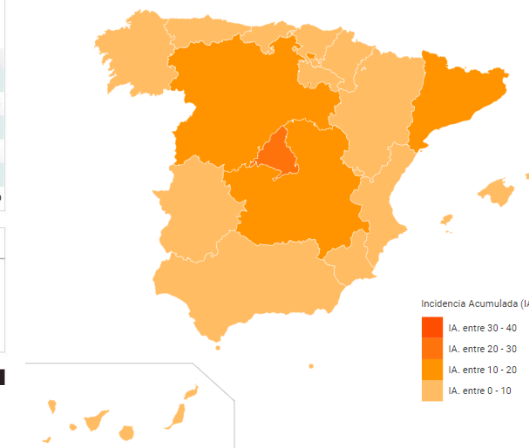 Incidencia Acumulada (IA
IA. entre 30 - 40
IA. entre 20 - 30
IA. entre 10 - 20
IA. entre 0 - 10